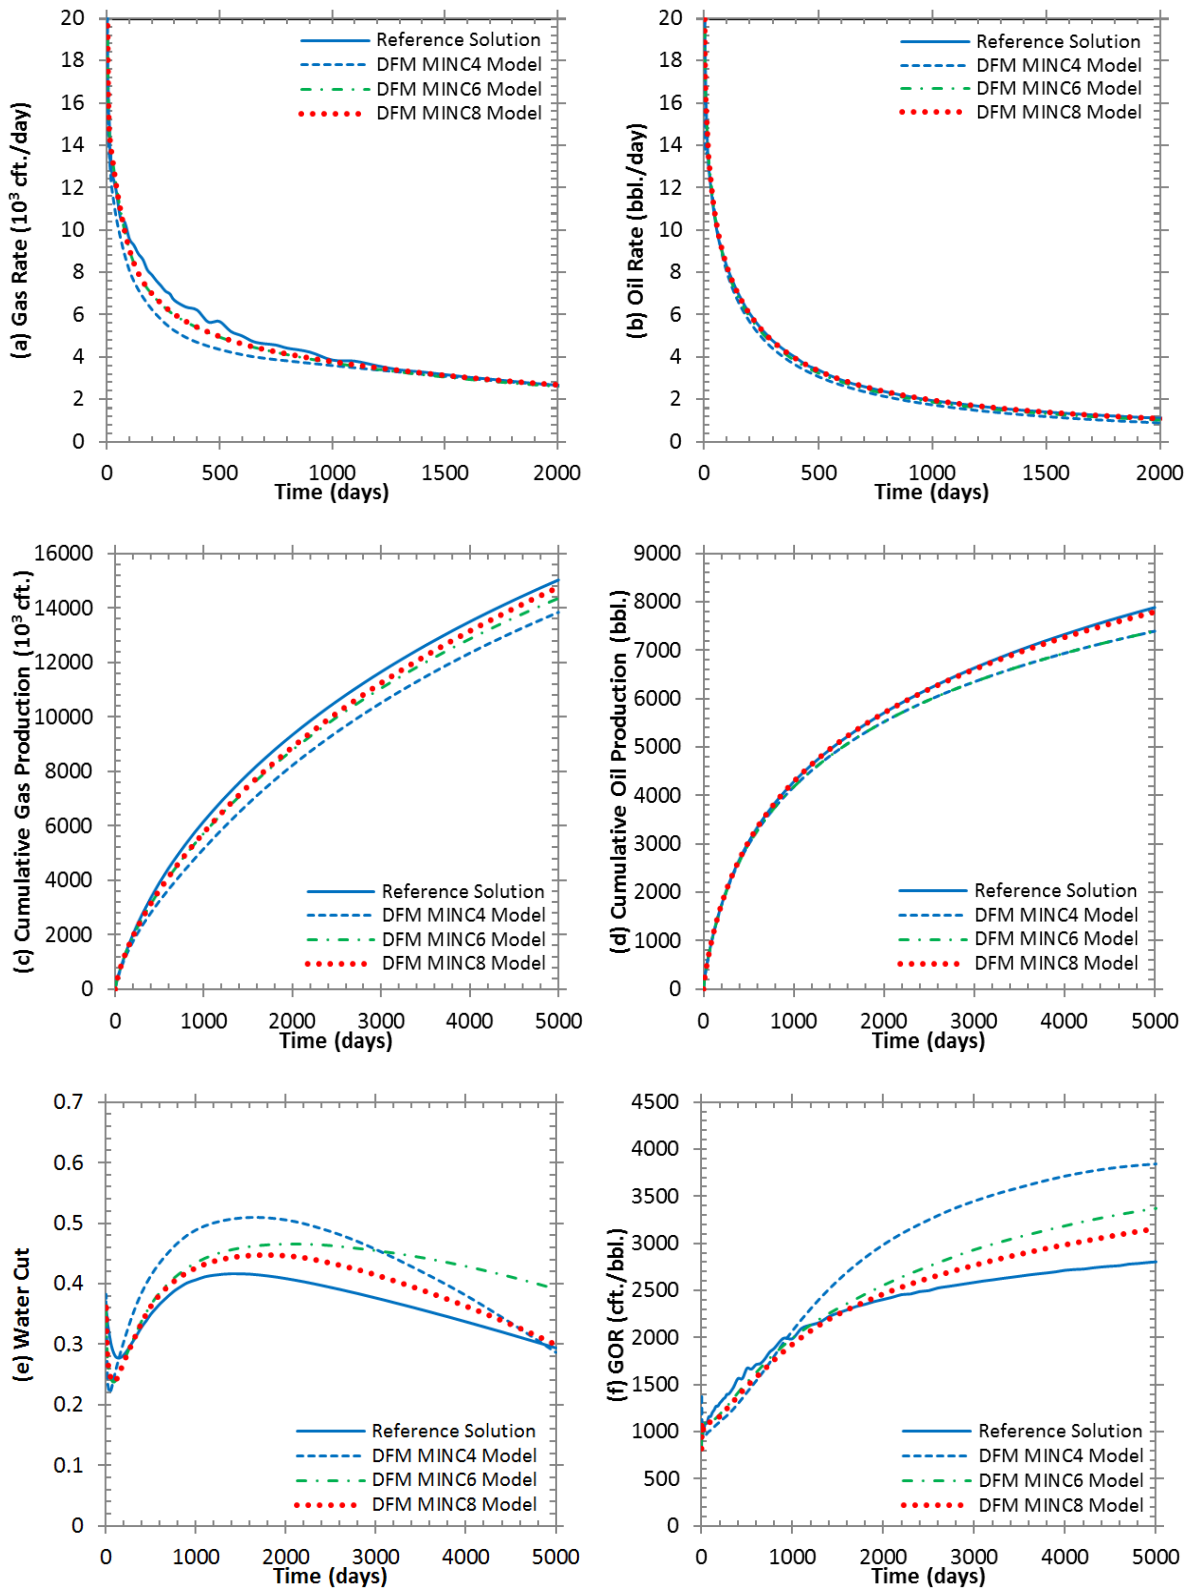 (a) Gas Rate (10³ cft./day)
20
18
16
14
12
10
8
6
4
2
0
Reference Solution
DFM MINC4 Model
DFM MINC6 Model
DFM MINC8 Model
0
500
1000
1500
2000
Time (days)
(b) Oil Rate (bbl./day)
20
18
16
14
12
10
8
6
4
2
0
Reference Solution
DFM MINC4 Model
DFM MINC6 Model
DFM MINC8 Model
0
500
1000
1500
2000
Time (days)
(c) Cumulative Gas Production (10³ cft.)
16000
14000
12000
10000
8000
6000
4000
2000
0
Reference Solution
DFM MINC4 Model
DFM MINC6 Model
DFM MINC8 Model
0
1000
2000
3000
4000
5000
Time (days)
(d) Cumulative Oil Production (bbl.)
9000
8000
7000
6000
5000
4000
3000
2000
1000
0
Reference Solution
DFM MINC4 Model
DFM MINC6 Model
DFM MINC8 Model
0
1000
2000
3000
4000
5000
Time (days)
(e) Water Cut
0.7
0.6
0.5
0.4
0.3
0.2
0.1
0
Reference Solution
DFM MINC4 Model
DFM MINC6 Model
DFM MINC8 Model
0
1000
2000
3000
4000
5000
Time (days)
(f) GOR (cft./bbl.)
4500
4000
3500
3000
2500
2000
1500
1000
500
0
Reference Solution
DFM MINC4 Model
DFM MINC6 Model
DFM MINC8 Model
0
1000
2000
3000
4000
5000
Time (days)